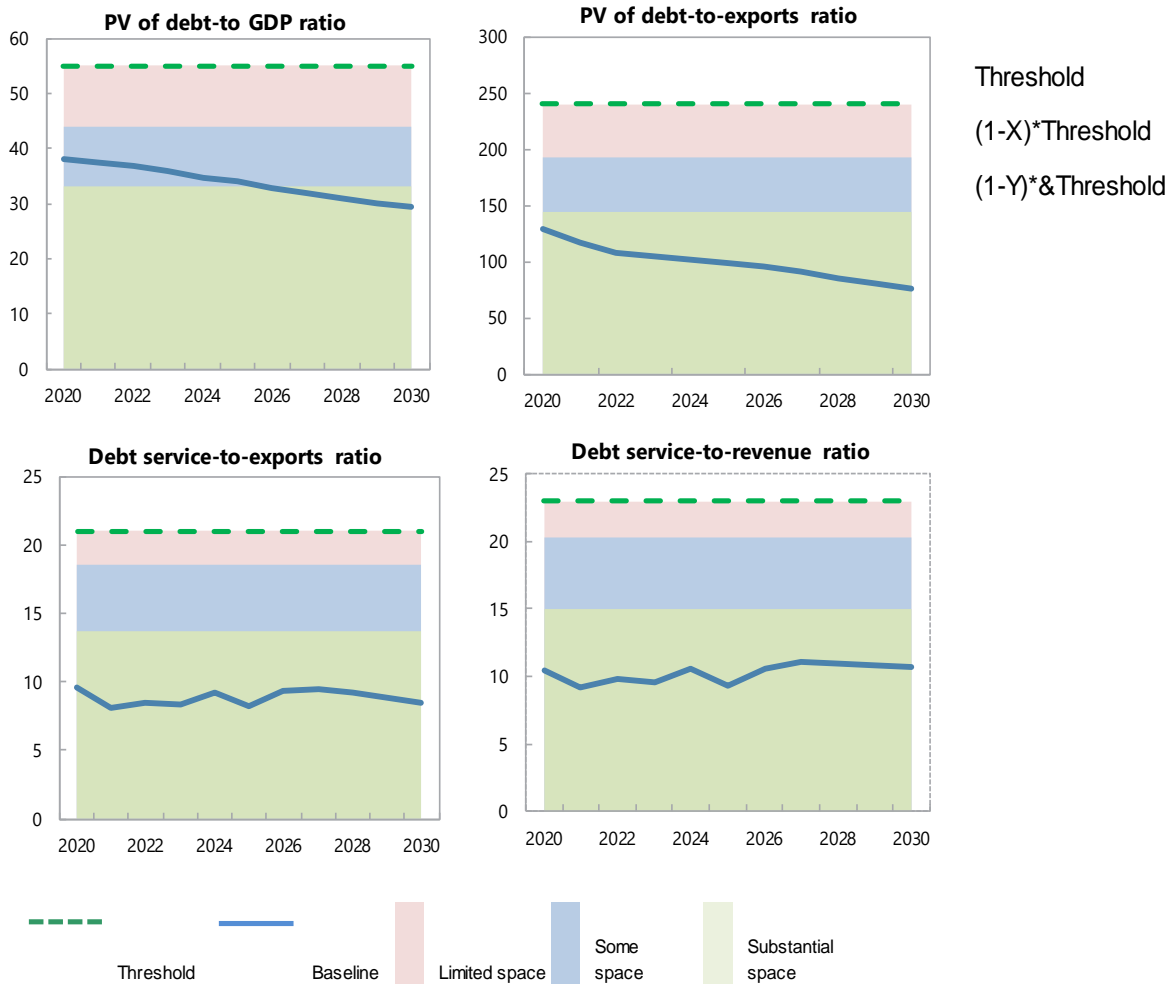 PV of debt-to GDP ratio
60
50
40
30
20
10
0
2020 2022 2024 2026 2028 2030
PV of debt-to-exports ratio
300
250
200
150
100
50
0
2020 2022 2024 2026 2028 2030
Threshold
(1-X)*Threshold
(1-Y)*&Threshold
Debt service-to-exports ratio
25
20
15
10
5
0
2020 2022 2024 2026 2028 2030
Debt service-to-revenue ratio
25
20
15
10
5
0
2020 2022 2024 2026 2028 2030
Threshold
Baseline
Limited space
Some
space
Substantial
space